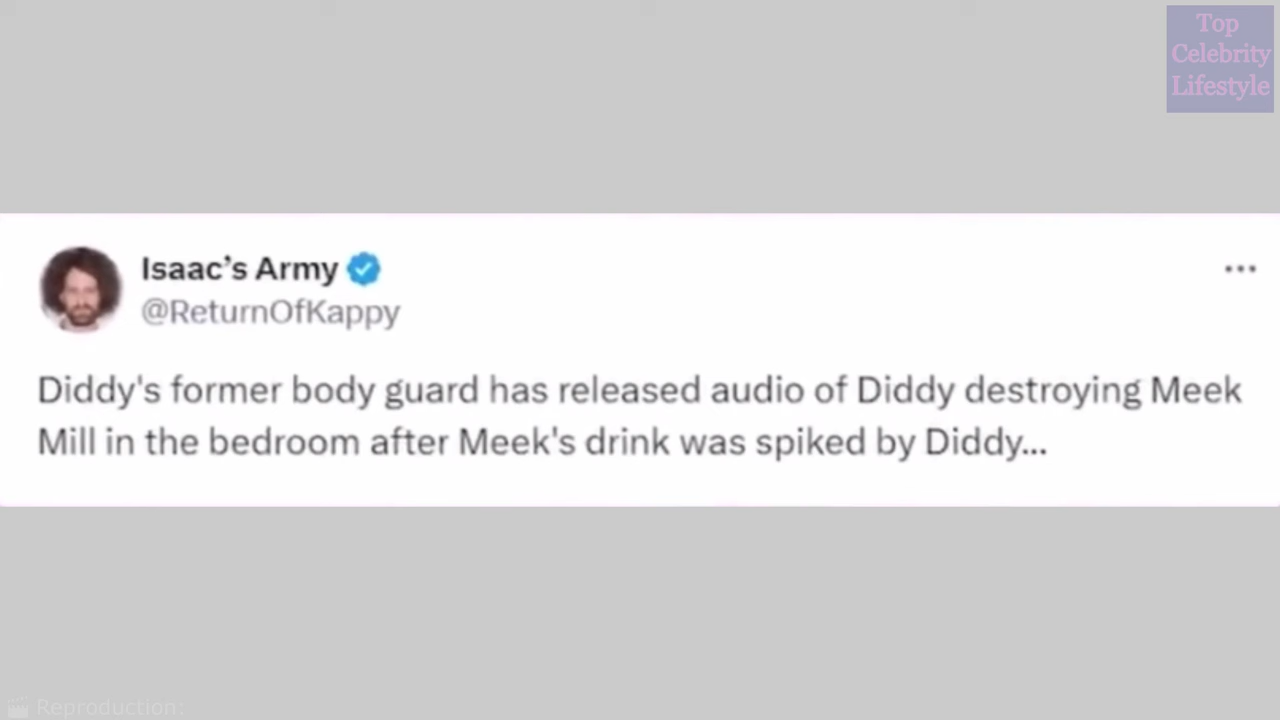 Top
Celebrity
Lifestyle
Isaac’s Army
@ReturnOfKappy
Diddy's former body guard has released audio of Diddy destroying Meek
Mill in the bedroom after Meek's drink was spiked by Diddy...
Reproduction: